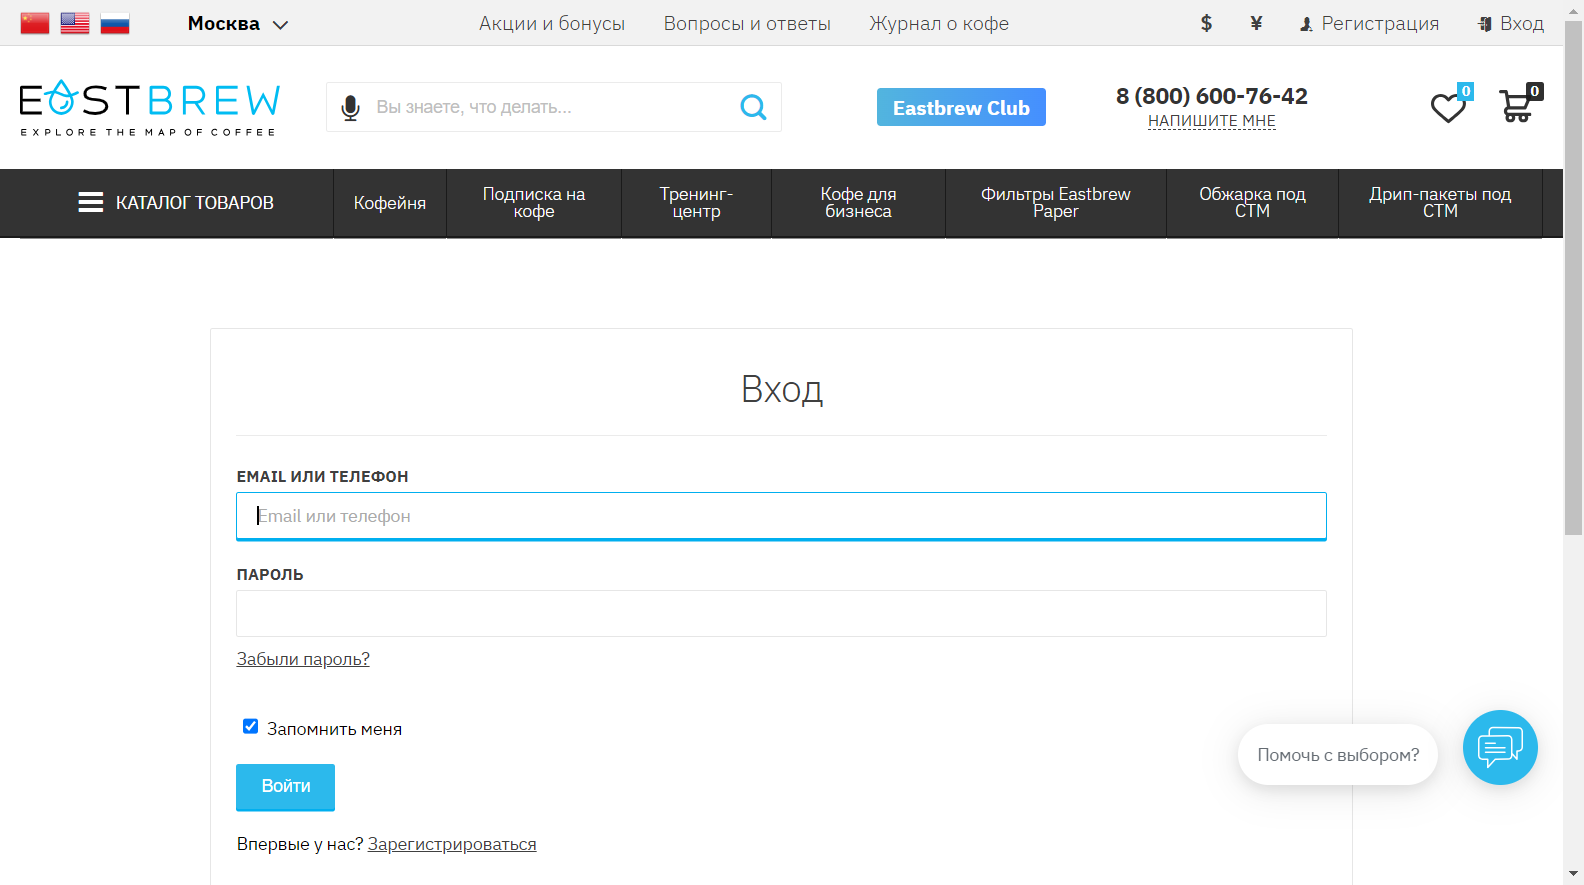 Москва
Акции и бонусы
Вопросы и ответы
Журнал о кофе
$
¥
Регистрация
Вход
EASTBREW
EXPLORE THE MAP OF COFFEE
Вы знаете, что делать...
Eastbrew Club
8 (800) 600-76-42
НАПИШИТЕ МНЕ
0
0
КАТАЛОГ ТОВАРОВ
Кофейня
Подписка на
кофе
Тренинг-
центр
Кофе для
бизнеса
Фильтры Eastbrew
Paper
Обжарка под
СТМ
Дрип-пакеты под
СТМ
Вход
EMAIL ИЛИ ТЕЛЕФОН
Email или телефон
ПАРОЛЬ
Забыли пароль?
Запомнить меня
Помочь с выбором?
Войти
Впервые у нас? Зарегистрироваться